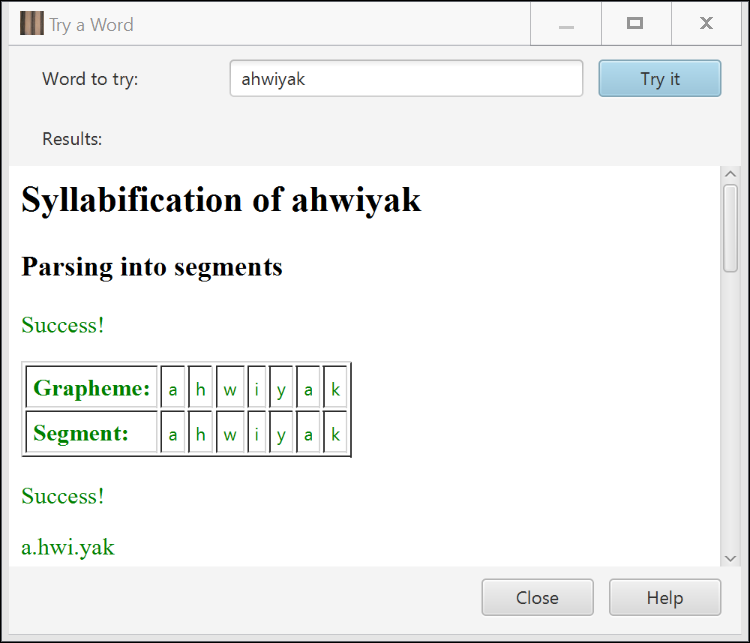 Try a Word
Word to try: ahwiyak Try it
Results:
Syllabification of ahwiyak
Parsing into segments
Success!
Grapheme: a h w i y a k
Segment: a h w i y a k
Success!
a.hwi.yak
Close Help